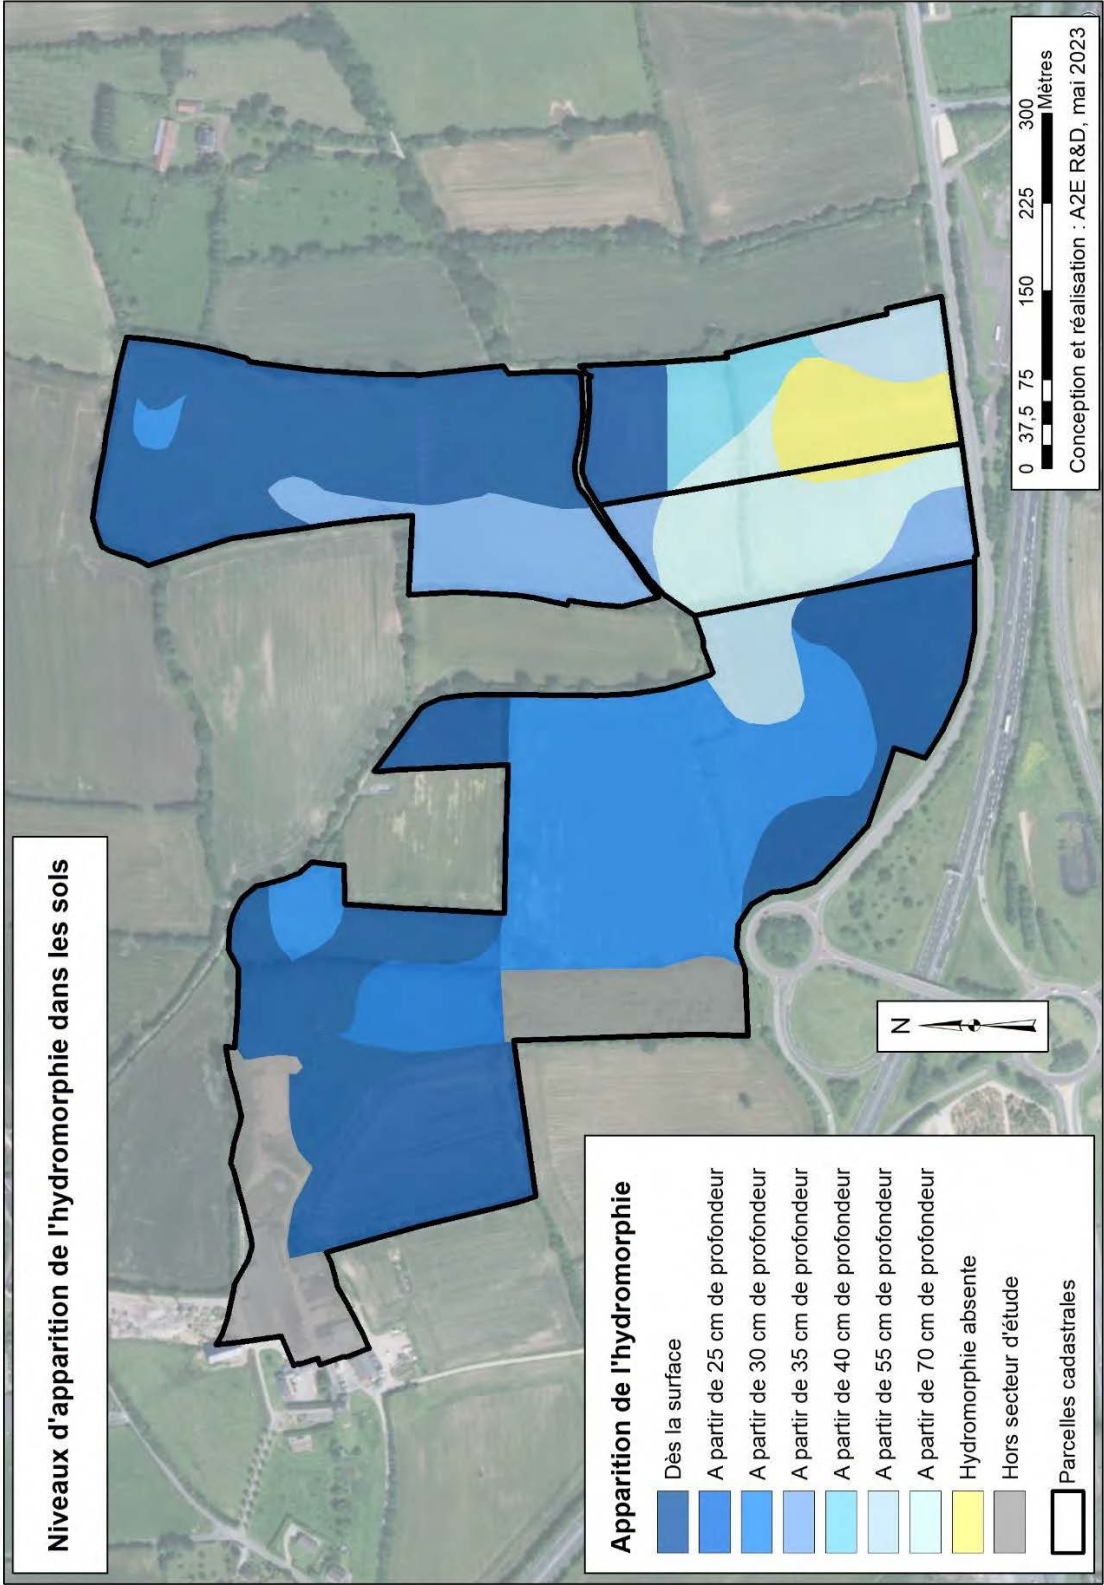 Niveaux d'apparition de l'hydromorphie dans les sols
Apparition de l'hydromorphie
Dès la surface
A partir de 25 cm de profondeur
A partir de 30 cm de profondeur
A partir de 35 cm de profondeur
A partir de 40 cm de profondeur
A partir de 55 cm de profondeur
A partir de 70 cm de profondeur
Hydromorphie absente
Hors secteur d'étude
Parcelles cadastrales
N
0 37,5 75 150 225 300
Mètres
Conception et réalisation : A2E R&D, mai 2023